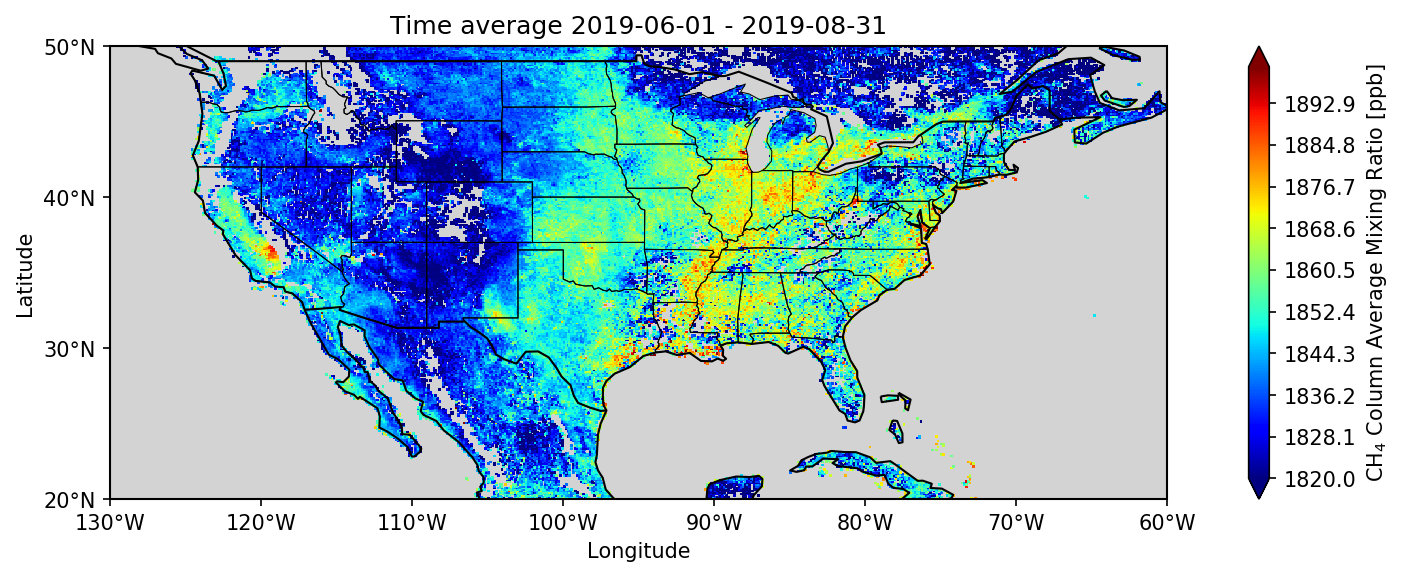 Time average 2019-06-01 - 2019-08-31
50°N
40°N
30°N
20°N
Latitude
130°W 120°W 110°W 100°W 90°W 80°W 70°W 60°W
Longitude
1892.9
1884.8
1876.7
1868.6
1860.5
1852.4
1844.3
1836.2
1828.1
1820.0
CH₄ Column Average Mixing Ratio [ppb]